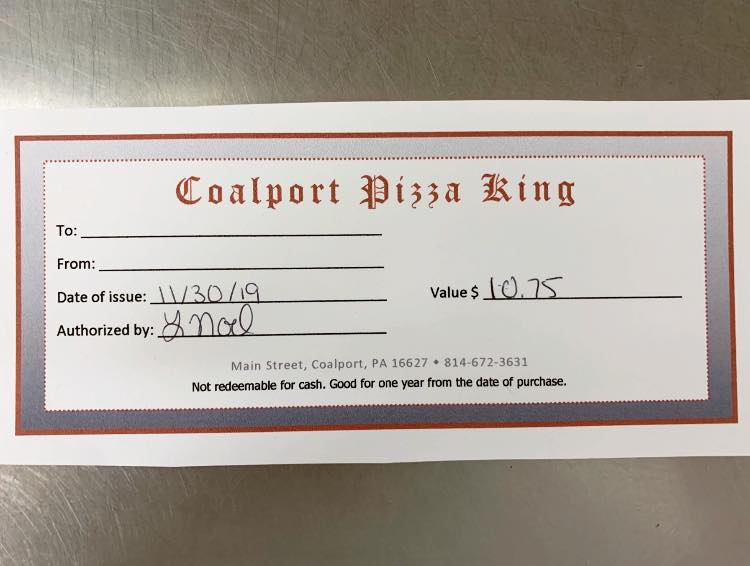 Coalport Pizza King
To:
From:
Date of issue: 11/30/19
Value $ 10.75
Authorized by: Noel
Main Street, Coalport, PA 16627 • 814-672-3631
Not redeemable for cash. Good for one year from the date of purchase.